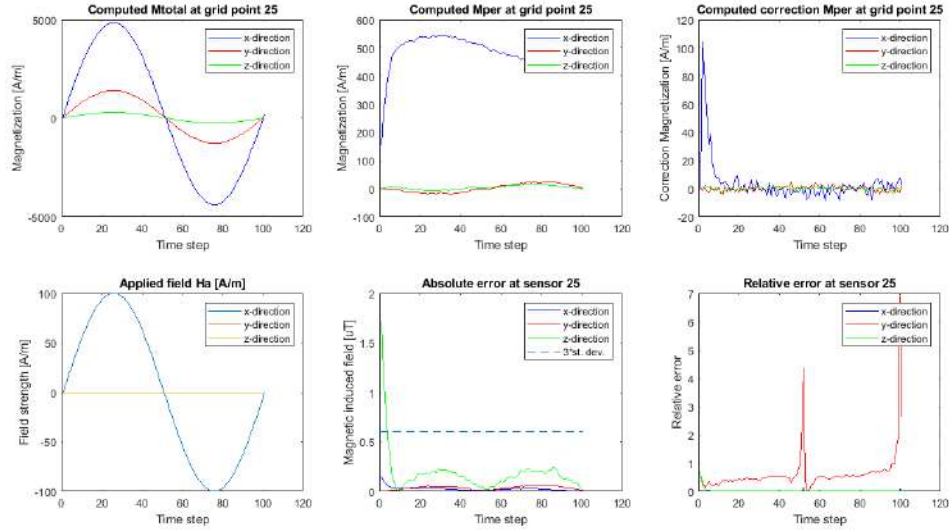 Computed Mtotal at grid point 25
Magnetization [A/m]
5000
0
-5000
0 20 40 60 80 100 120
Time step
x-direction
y-direction
z-direction
Computed Mper at grid point 25
Magnetization [A/m]
600
500
400
300
200
100
0
-100
0 20 40 60 80 100 120
Time step
x-direction
y-direction
z-direction
Computed correction Mper at grid point 25
Correction Magnetization [A/m]
120
100
80
60
40
20
0
-20
0 20 40 60 80 100 120
Time step
x-direction
y-direction
z-direction
Applied field Ha [A/m]
Field strength [A/m]
100
50
0
-50
-100
0 20 40 60 80 100 120
Time step
x-direction
y-direction
z-direction
Absolute error at sensor 25
Magnetic induced field [uT]
2
1.5
1
0.5
0
0 20 40 60 80 100 120
Time step
x-direction
y-direction
z-direction
3*st. dev.
Relative error at sensor 25
Relative error
7
6
5
4
3
2
1
0
0 20 40 60 80 100 120
Time step
x-direction
y-direction
z-direction